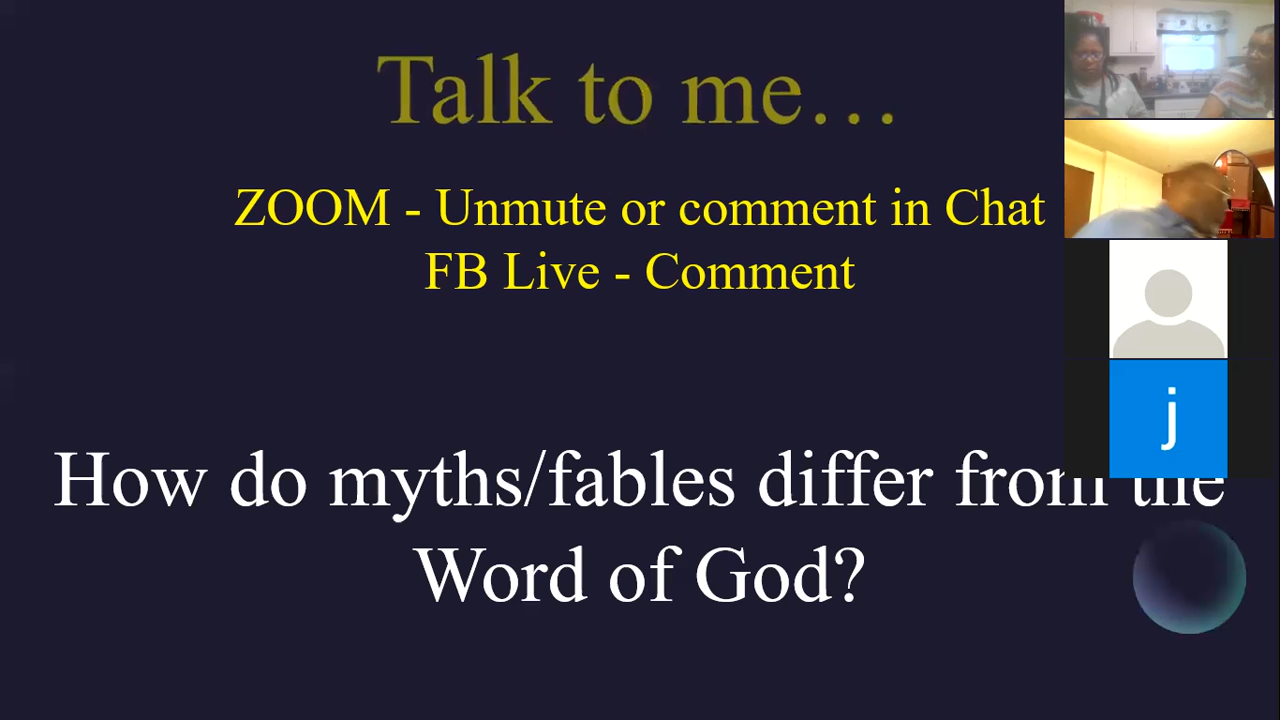 Talk to me…
ZOOM - Unmute or comment in Chat
FB Live - Comment
j
How do myths/fables differ from the
Word of God?